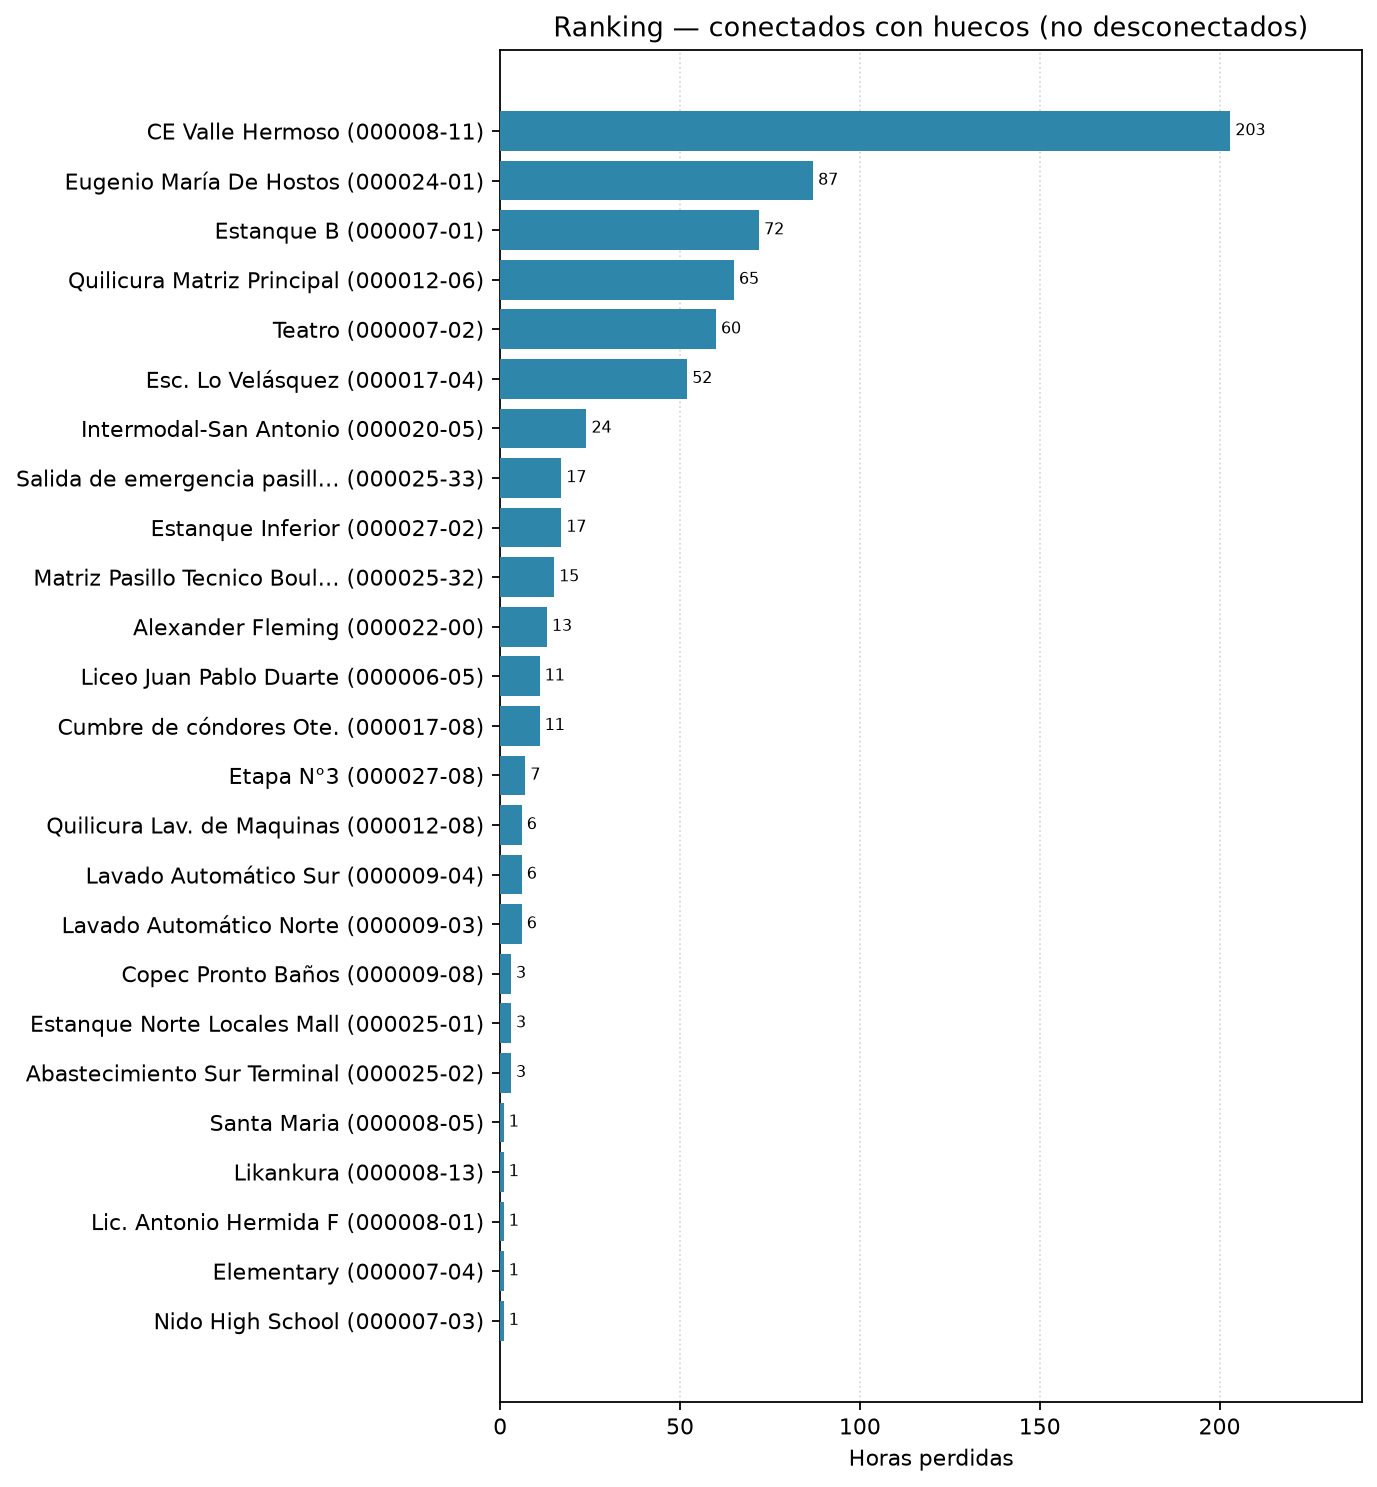 Ranking — conectados con huecos (no desconectados)
CE Valle Hermoso (000008-11) 203
Eugenio María De Hostos (000024-01) 87
Estanque B (000007-01) 72
Quilicura Matriz Principal (000012-06) 65
Teatro (000007-02) 60
Esc. Lo Velásquez (000017-04) 52
Intermodal-San Antonio (000020-05) 24
Salida de emergencia pasill... (000025-33) 17
Estanque Inferior (000027-02) 17
Matriz Pasillo Tecnico Boul... (000025-32) 15
Alexander Fleming (000022-00) 13
Liceo Juan Pablo Duarte (000006-05) 11
Cumbre de cóndores Ote. (000017-08) 11
Etapa N°3 (000027-08) 7
Quilicura Lav. de Maquinas (000012-08) 6
Lavado Automático Sur (000009-04) 6
Lavado Automático Norte (000009-03) 6
Copec Pronto Baños (000009-08) 3
Estanque Norte Locales Mall (000025-01) 3
Abastecimiento Sur Terminal (000025-02) 3
Santa Maria (000008-05) 1
Likankura (000008-13) 1
Lic. Antonio Hermida F (000008-01) 1
Elementary (000007-04) 1
Nido High School (000007-03) 1
0 50 100 150 200
Horas perdidas